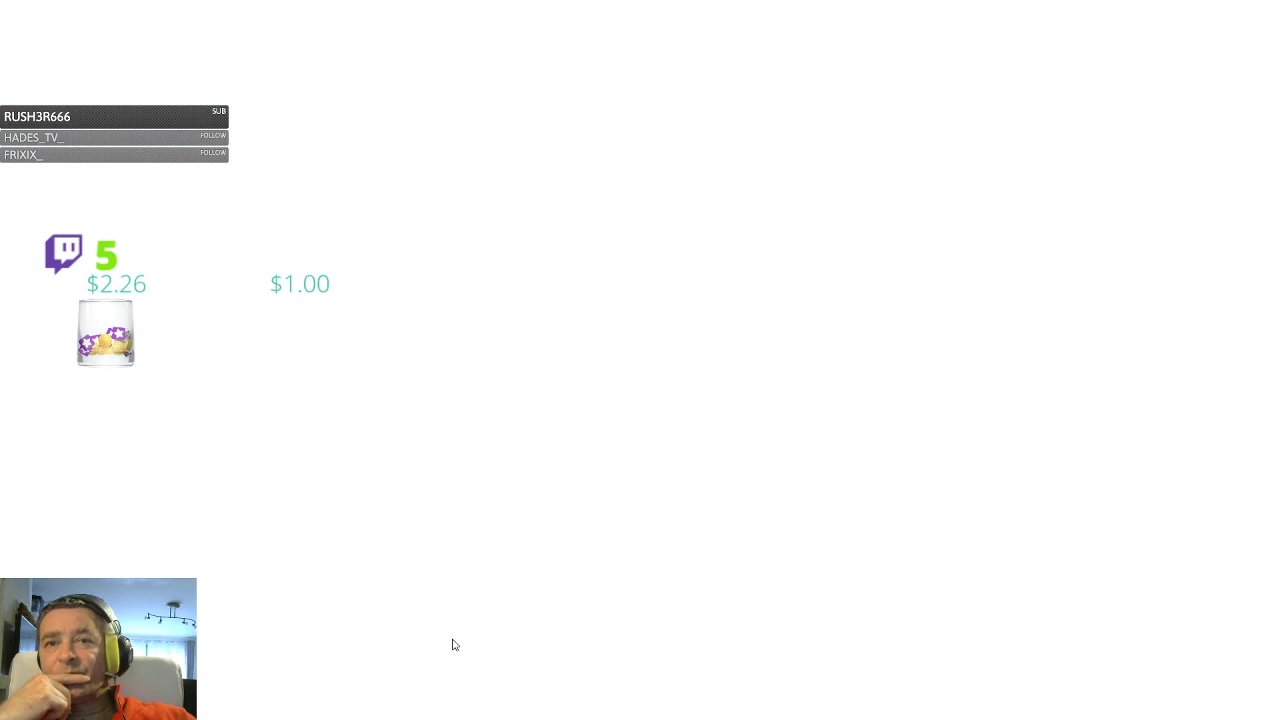 RUSH3R666 SUB
HADES_TV_ FOLLOW
FRIXIX_ FOLLOW
5
$2.26 $1.00